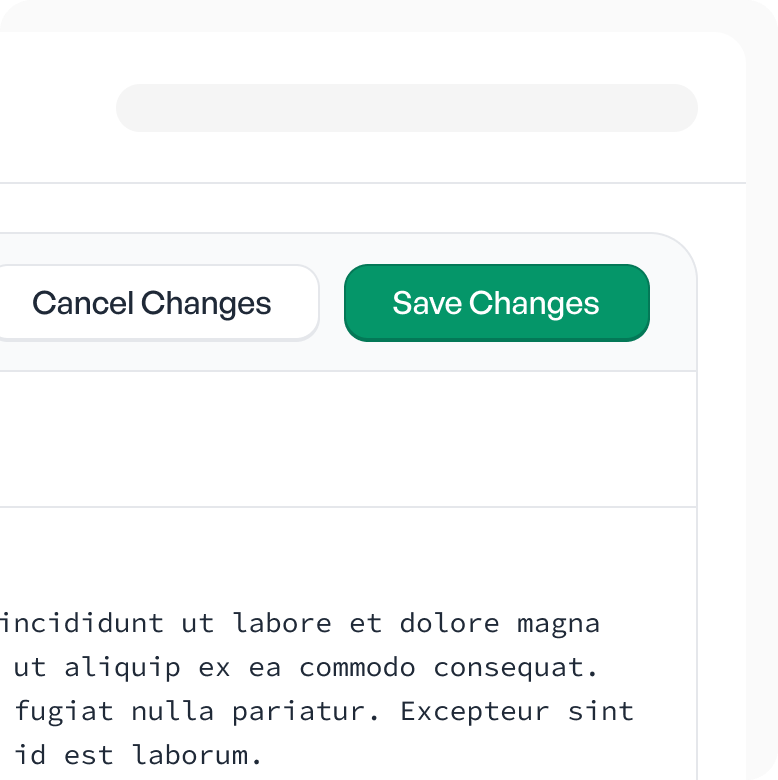 Cancel Changes Save Changes
incididunt ut labore et dolore magna
ut aliquip ex ea commodo consequat.
fugiat nulla pariatur. Excepteur sint
id est laborum.